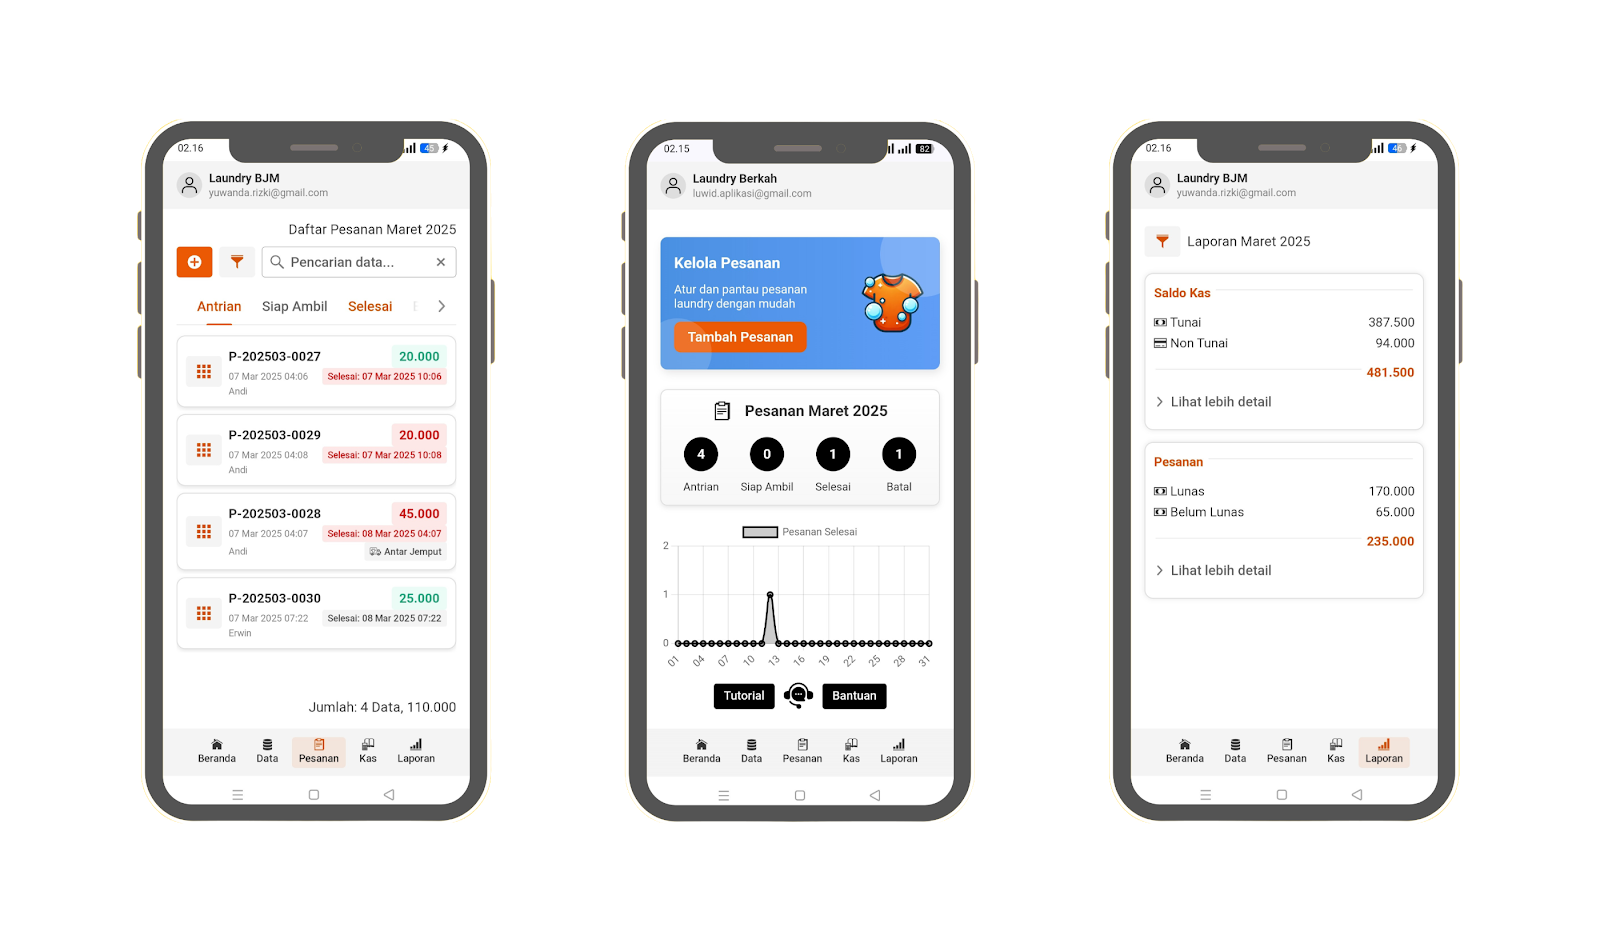 02.16
45
Laundry BJM
yuwanda.rizki@gmail.com
Daftar Pesanan Maret 2025
Pencarian data...
Antrian Siap Ambil Selesai
P-202503-0027 20.000
07 Mar 2025 04:06 Selesai: 07 Mar 2025 10:06
Andi
P-202503-0029 20.000
07 Mar 2025 04:08 Selesai: 07 Mar 2025 10:08
Andi
P-202503-0028 45.000
07 Mar 2025 04:07 Selesai: 08 Mar 2025 04:07
Andi Antar Jemput
P-202503-0030 25.000
07 Mar 2025 07:22 Selesai: 08 Mar 2025 07:22
Erwin
Jumlah: 4 Data, 110.000
Beranda Data Pesanan Kas Laporan
02.15
82
Laundry Berkah
luwid.aplikasi@gmail.com
Kelola Pesanan
Atur dan pantau pesanan
laundry dengan mudah
Tambah Pesanan
Pesanan Maret 2025
4 0 1 1
Antrian Siap Ambil Selesai Batal
Pesanan Selesai
2
1
0
01 04 07 10 13 16 19 22 25 28 31
Tutorial Bantuan
Beranda Data Pesanan Kas Laporan
02.16
Laundry BJM
yuwanda.rizki@gmail.com
Laporan Maret 2025
Saldo Kas
Tunai 387.500
Non Tunai 94.000
481.500
Lihat lebih detail
Pesanan
Lunas 170.000
Belum Lunas 65.000
235.000
Lihat lebih detail
Beranda Data Pesanan Kas Laporan